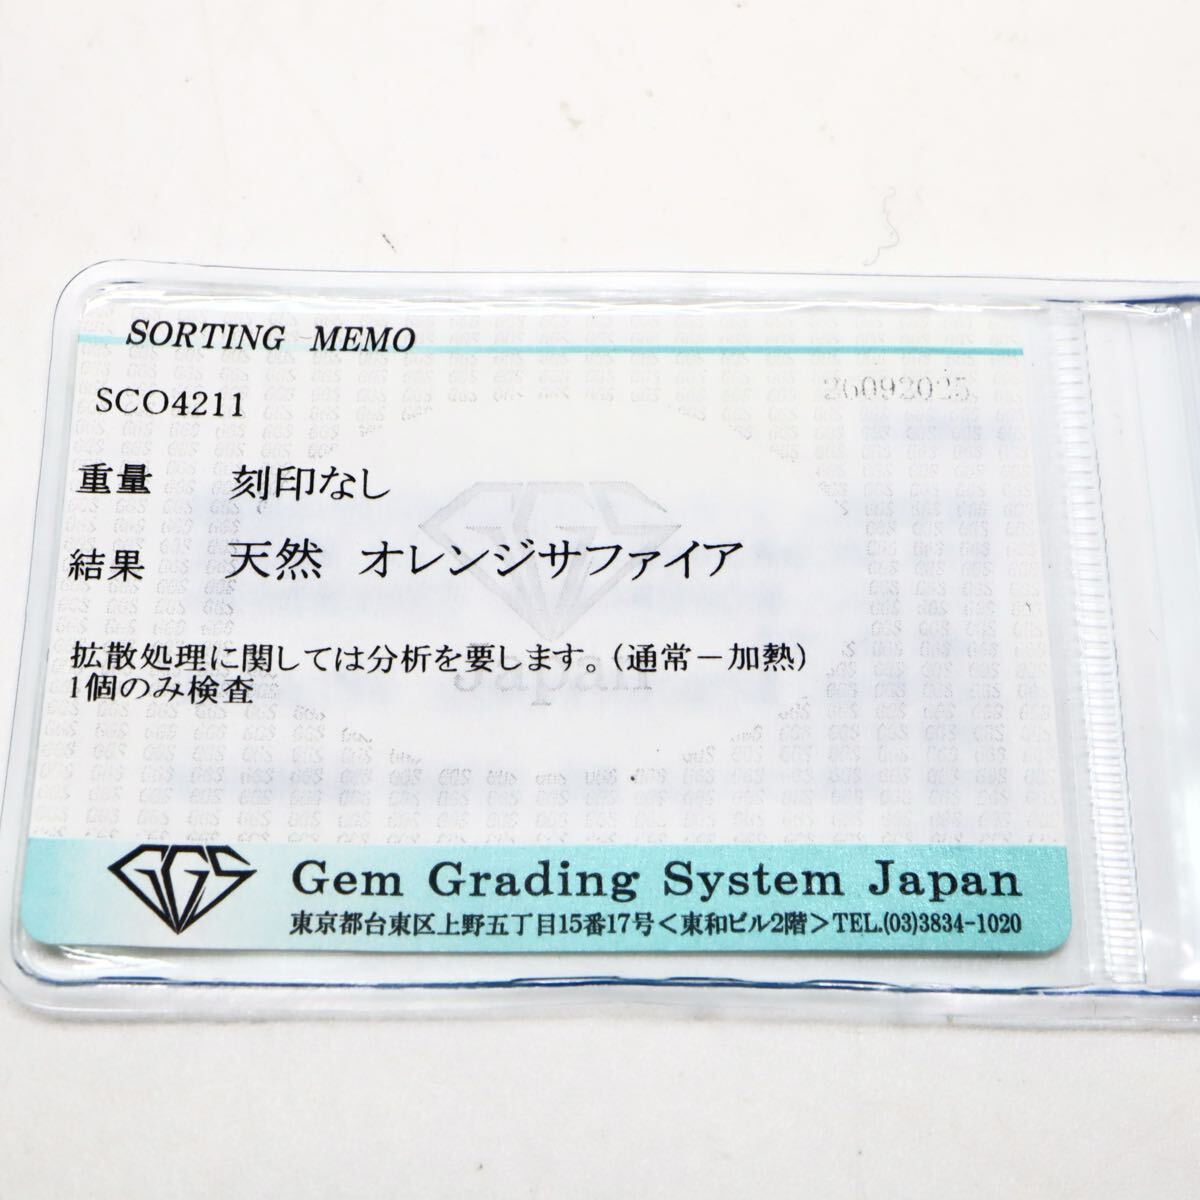 SORTING MEMO
SCO4211
26092025
重量 刻印なし
結果 天然 オレンジサファイア
拡散処理に関しては分析を要します。(通常－加熱)
1個のみ検査
GGS
Japan
GGS
Gem Grading System Japan
東京都台東区上野五丁目15番17号＜東和ビル2階＞TEL.(03)3834-1020